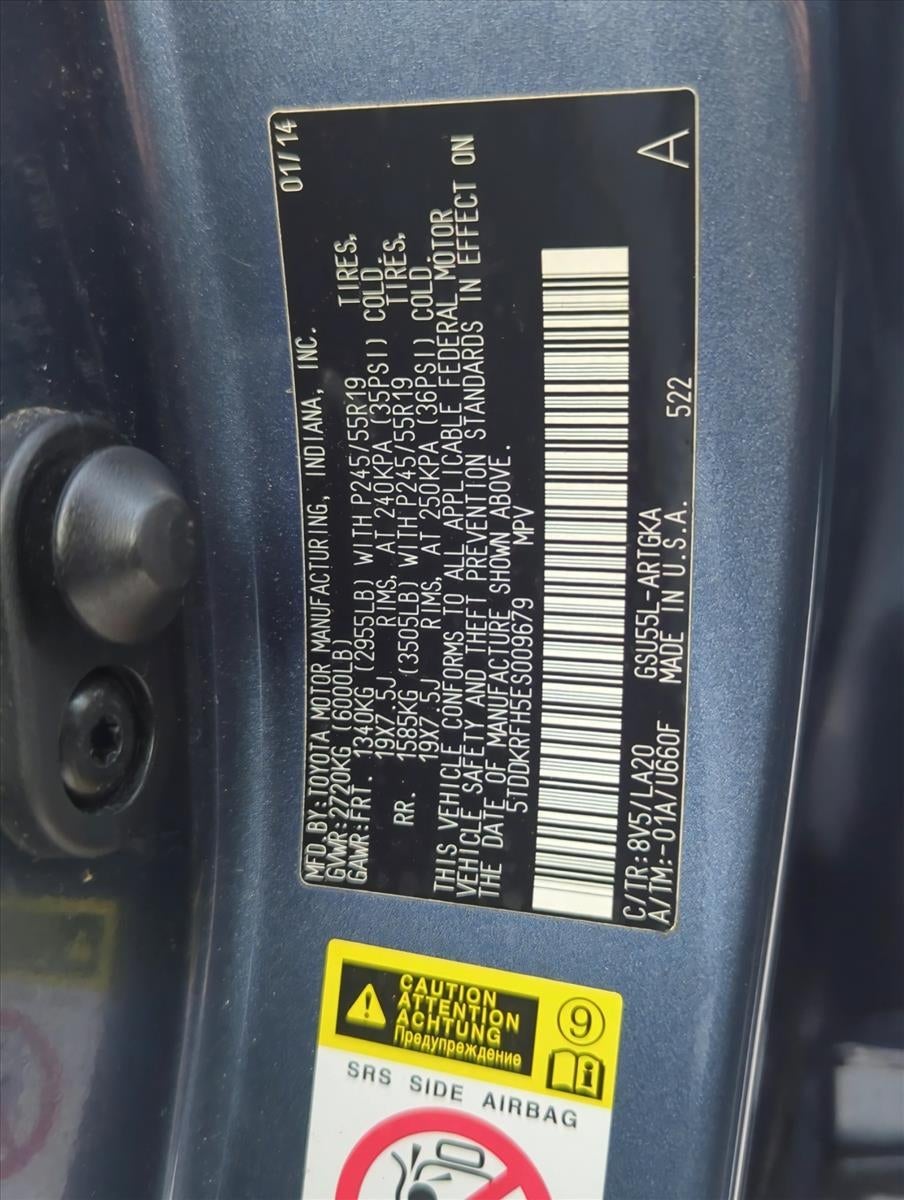 MFD.BY:TOYOTA MOTOR MANUFACTURING, INDIANA, INC. 01/14
GVWR:2720KG (6000LB)
GAWR:FRT. 1340KG (2955LB) WITH P245/55R19 TIRES,
19X7.5J RIMS, AT 240KPA (35PSI) COLD.
RR. 1585KG (3505LB) WITH P245/55R19 TIRES,
19X7.5J RIMS, AT 250KPA (36PSI) COLD.
THIS VEHICLE CONFORMS TO ALL APPLICABLE FEDERAL MOTOR
VEHICLE SAFETY AND THEFT PREVENTION STANDARDS IN EFFECT ON
THE DATE OF MANUFACTURE SHOWN ABOVE.
5TDDKRFH5ES009679 MPV
C/TR:8V5/LA20 GSU55L-ARTGKA 522
A/TM:-01A/U660F MADE IN U.S.A.
A
CAUTION
ATTENTION
ACHTUNG
Предупреждение
9
i
SRS SIDE AIRBAG